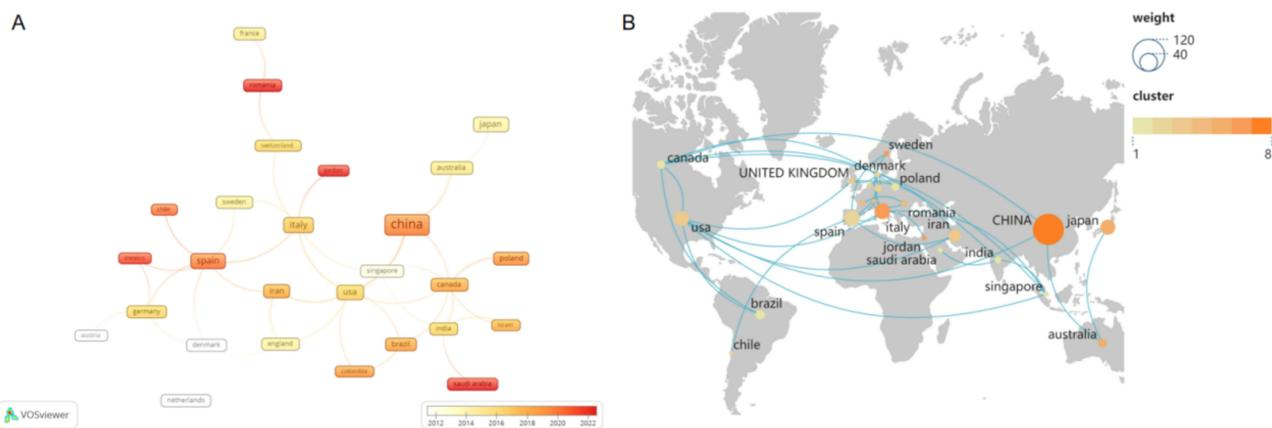 A
france
romania
switzerland
japan
australia
jordan
chile
sweden
italy
china
mexico
spain
singapore
poland
iran
usa
canada
germany
india
israel
austria
denmark
england
brazil
colombia
saudi arabia
netherlands
VOSviewer
2012 2014 2016 2018 2020 2022
B
weight
120
40
cluster
1 8
sweden
canada
denmark
UNITED KINGDOM
poland
usa
spain
italy
romania
iran
CHINA
japan
jordan
saudi arabia
india
singapore
brazil
chile
australia